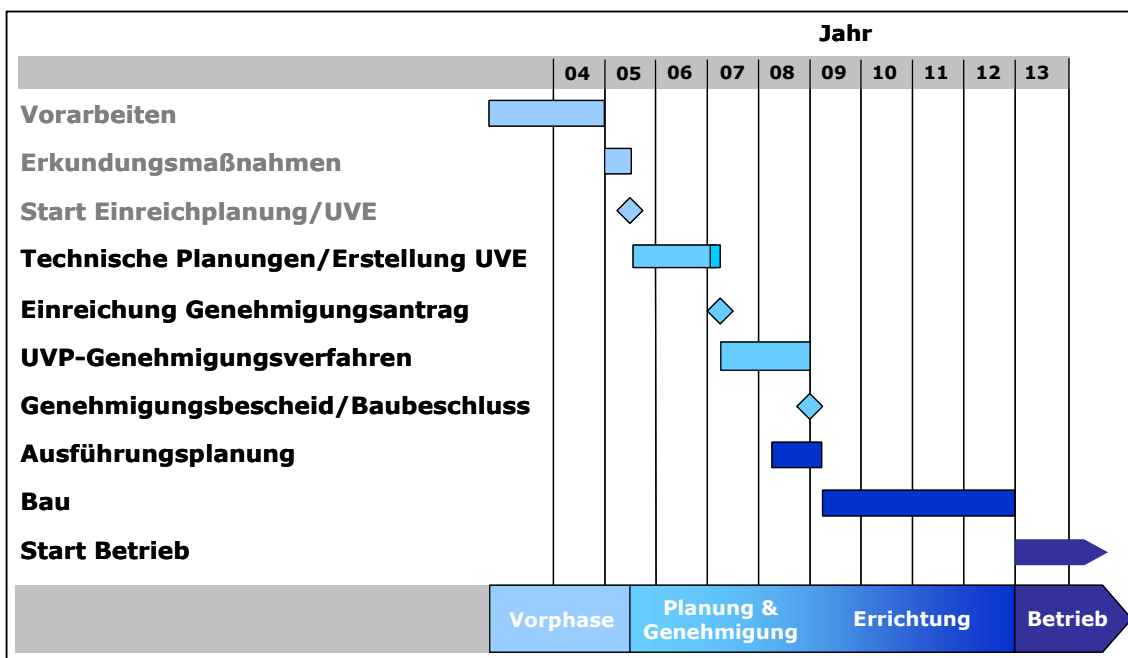 Jahr
04 05 06 07 08 09 10 11 12 13
Vorarbeiten
Erkundungsmaßnahmen
Start Einreichplanung/UVE
Technische Planungen/Erstellung UVE
Einreichung Genehmigungsantrag
UVP-Genehmigungsverfahren
Genehmigungsbescheid/Baubeschluss
Ausführungsplanung
Bau
Start Betrieb
Vorphase
Planung &
Genehmigung
Errichtung
Betrieb